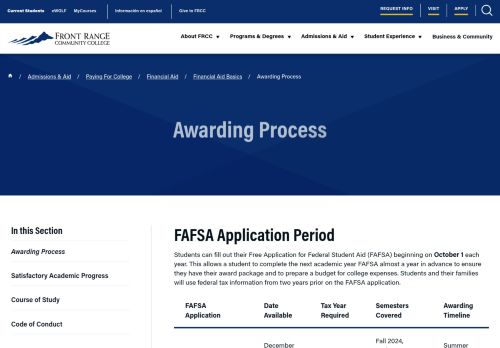 Current Students eWOLF MyCourses Información en español Give to FRCC REQUEST INFO VISIT APPLY
FRONT RANGE
COMMUNITY COLLEGE
About FRCC Programs & Degrees Admissions & Aid Student Experience Business & Community
/ Admissions & Aid / Paying For College / Financial Aid / Financial Aid Basics / Awarding Process
Awarding Process
In this Section
Awarding Process
Satisfactory Academic Progress
Course of Study
Code of Conduct
FAFSA Application Period
Students can fill out their Free Application for Federal Student Aid (FAFSA) beginning on October 1 each
year. This allows a student to complete the next academic year FAFSA almost a year in advance to ensure
they have their award package and to prepare a budget for college expenses. Students and their families
will use federal tax information from two years prior on the FAFSA application.
FAFSA Date Tax Year Semesters Awarding
Application Available Required Covered Timeline
Fall 2024,
December Summer